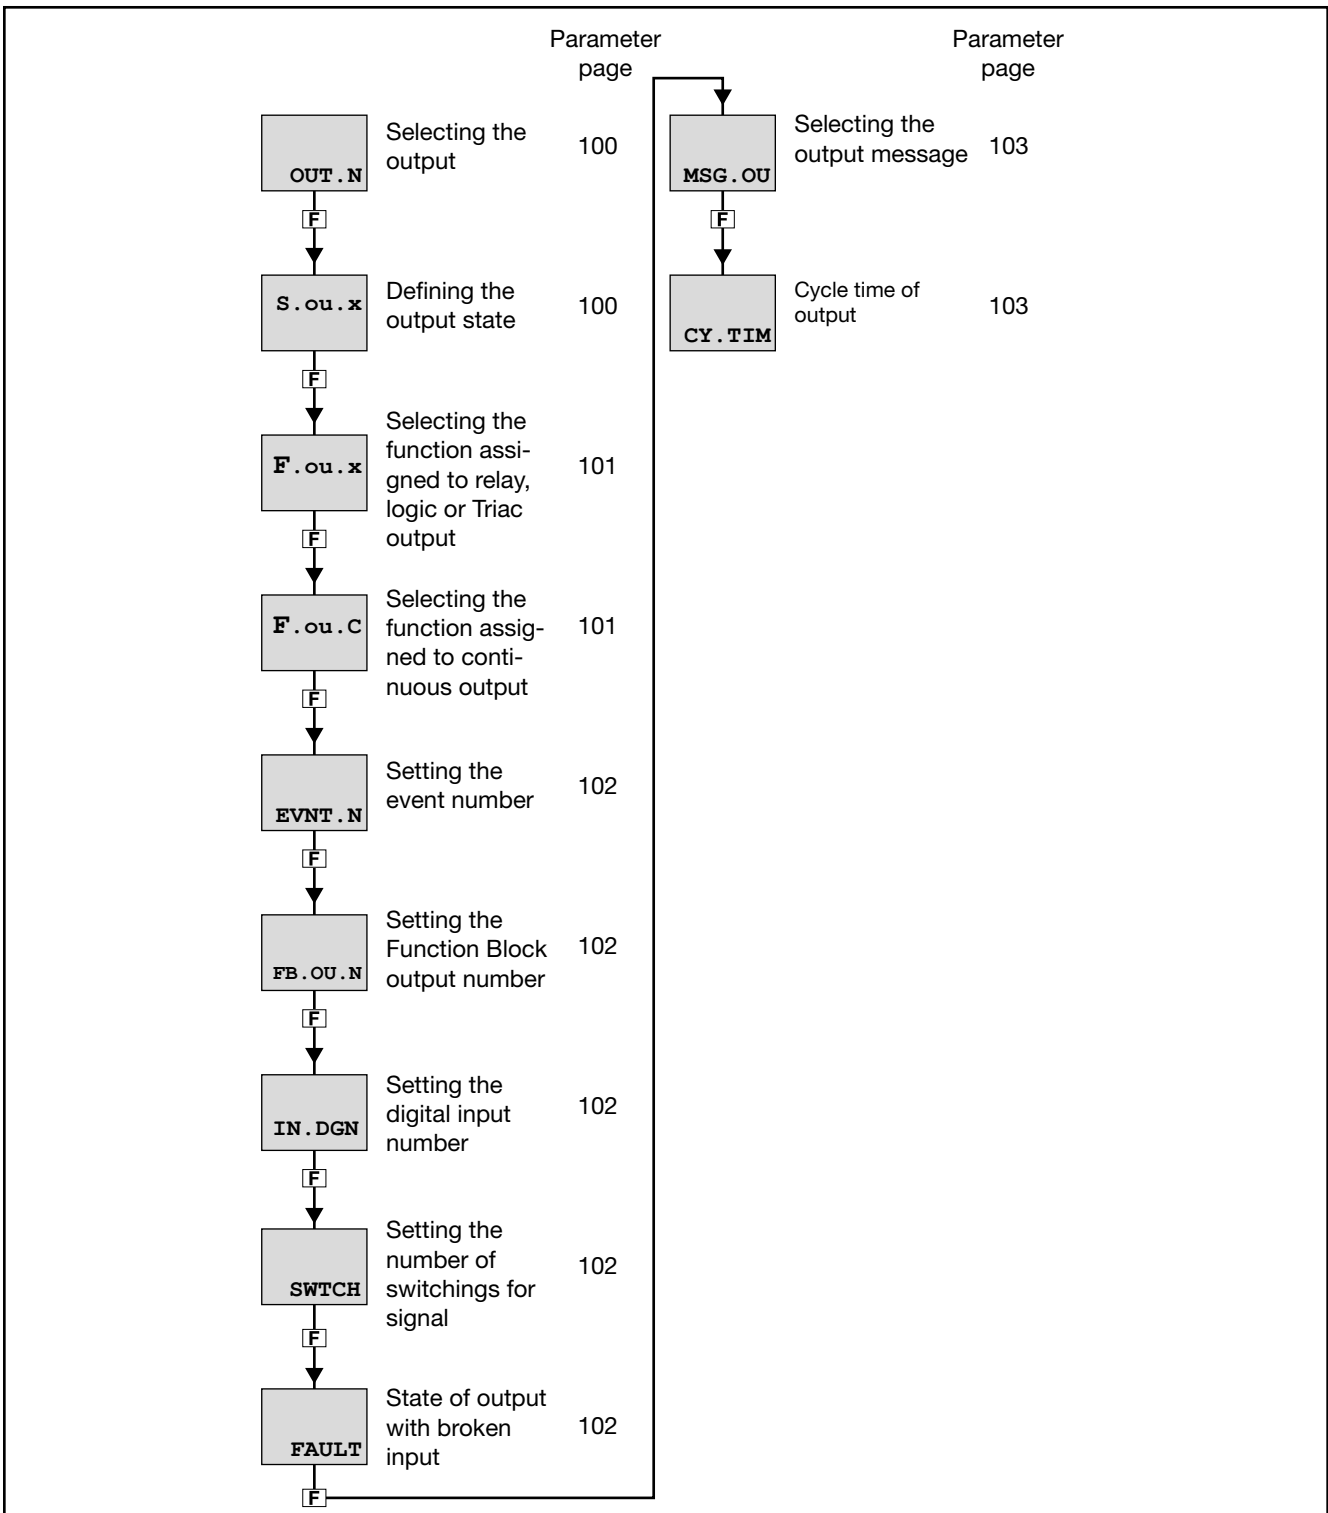 Parameter
page
OUT.N
Selecting the
output
100
F
S.ou.x
Defining the
output state
100
F
F.ou.x
Selecting the
function assi-
gned to relay,
logic or Triac
output
101
F
F.ou.C
Selecting the
function assig-
ned to conti-
nuous output
101
F
EVNT.N
Setting the
event number
102
F
FB.OU.N
Setting the
Function Block
output number
102
F
IN.DGN
Setting the
digital input
number
102
F
SWTCH
Setting the
number of
switchings for
signal
102
F
FAULT
State of output
with broken
input
102
F
Parameter
page
MSG.OU
Selecting the
output message
103
F
CY.TIM
Cycle time of
output
103